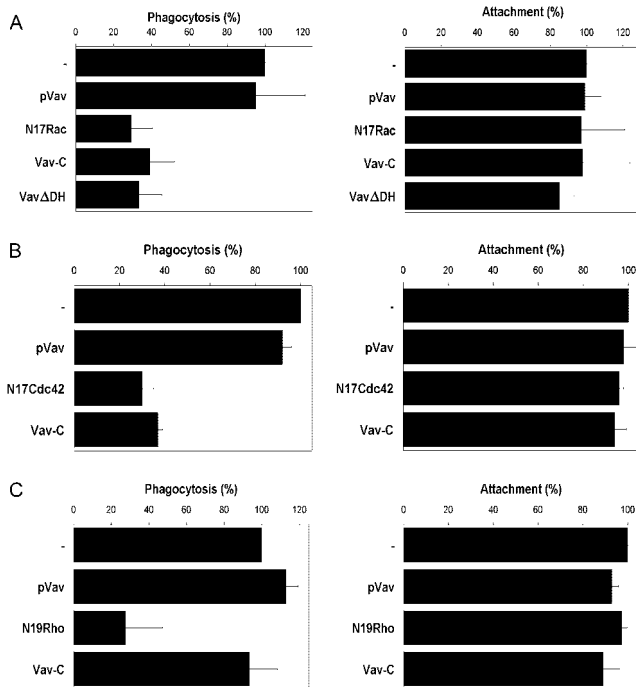 A
Phagocytosis (%)
0 20 40 60 80 100 120
-
pVav
N17Rac
Vav-C
VavΔDH
Attachment (%)
0 20 40 60 80 100 120
-
pVav
N17Rac
Vav-C
VavΔDH
B
Phagocytosis (%)
0 20 40 60 80 100
-
pVav
N17Cdc42
Vav-C
Attachment (%)
0 20 40 60 80 100
-
pVav
N17Cdc42
Vav-C
C
Phagocytosis (%)
0 20 40 60 80 100 120
-
pVav
N19Rho
Vav-C
Attachment (%)
0 20 40 60 80 100
-
pVav
N19Rho
Vav-C